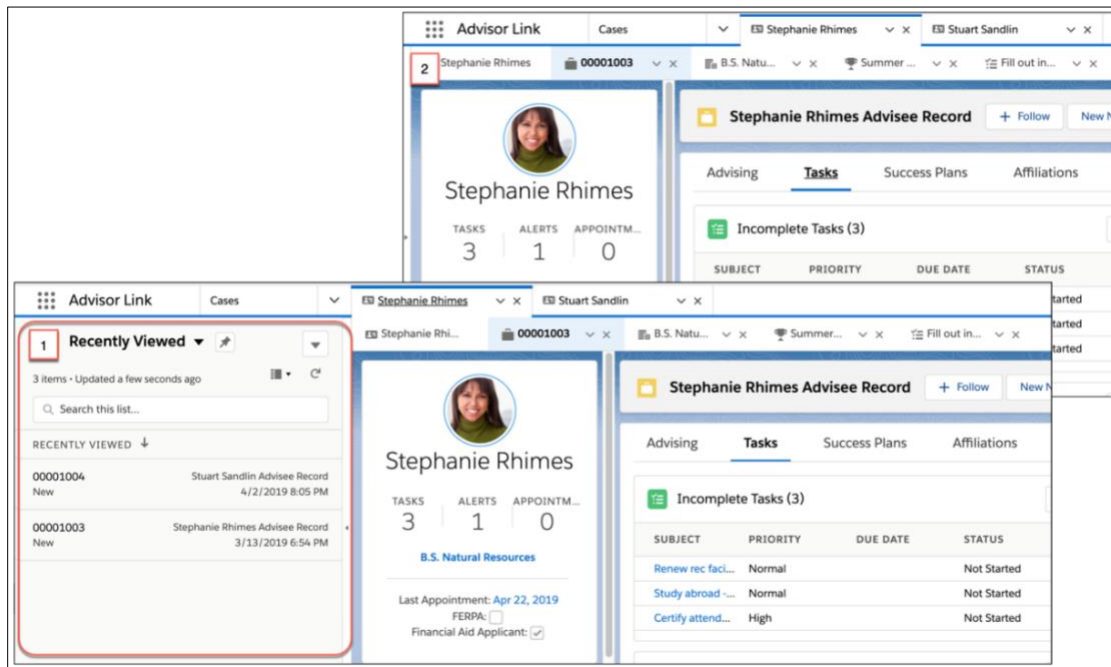 Advisor Link Cases Stephanie Rhimes Stuart Sandlin
2 Stephanie Rhimes 00001003 B.S. Natu... Summer ... Fill out in...
Stephanie Rhimes Advisee Record + Follow New N
Stephanie Rhimes
Advising Tasks Success Plans Affiliations
TASKS ALERTS APPOINTM...
3 1 0
Incomplete Tasks (3)
SUBJECT PRIORITY DUE DATE STATUS
tarted
tarted
tarted
Advisor Link Cases Stephanie Rhimes Stuart Sandlin
1 Recently Viewed
Stephanie Rhi... 00001003 B.S. Natu... Summer... Fill out in...
3 items • Updated a few seconds ago
Search this list...
RECENTLY VIEWED
00001004 Stuart Sandlin Advisee Record
New 4/2/2019 8:05 PM
00001003 Stephanie Rhimes Advisee Record
New 3/13/2019 6:54 PM
Stephanie Rhimes
TASKS ALERTS APPOINTM...
3 1 0
B.S. Natural Resources
Last Appointment: Apr 22, 2019
FERPA:
Financial Aid Applicant:
Stephanie Rhimes Advisee Record + Follow New N
Advising Tasks Success Plans Affiliations
Incomplete Tasks (3)
SUBJECT PRIORITY DUE DATE STATUS
Renew rec faci... Normal Not Started
Study abroad -... Normal Not Started
Certify attend... High Not Started